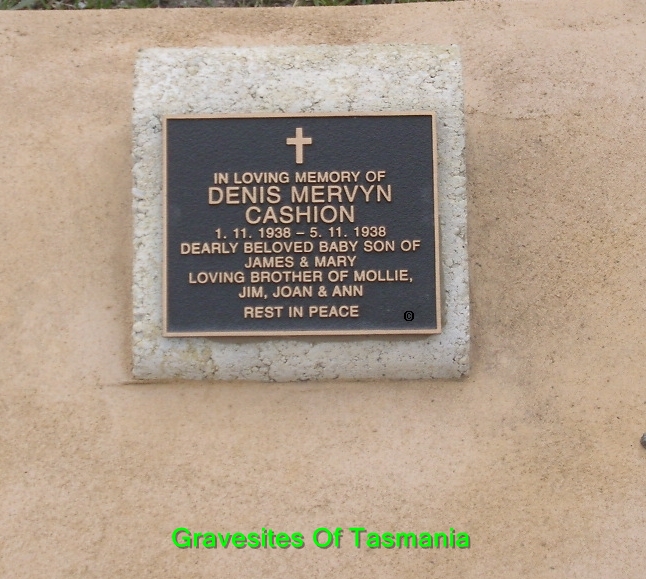 IN LOVING MEMORY OF
DENIS MERVYN
CASHION
1. 11. 1938 – 5. 11. 1938
DEARLY BELOVED BABY SON OF
JAMES & MARY
LOVING BROTHER OF MOLLIE,
JIM, JOAN & ANN
REST IN PEACE
©
Gravesites Of Tasmania